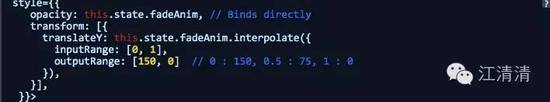 style={{
opacity: this.state.fadeAnim, // Binds directly
transform: [{
translateY: this.state.fadeAnim.interpolate({
inputRange: [0, 1],
outputRange: [150, 0]  // 0 : 150, 0.5 : 75, 1 : 0
}),
}],
}}>
?
江清清